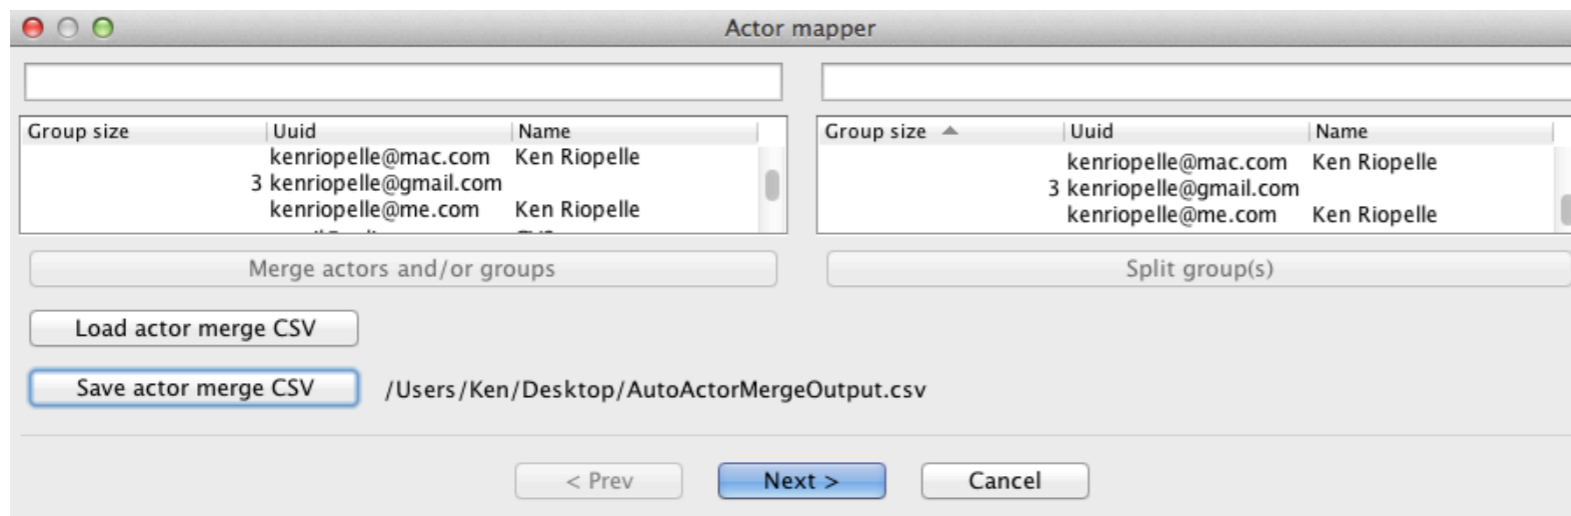 Actor mapper
Group size Uuid Name
kenriopelle@mac.com Ken Riopelle
3 kenriopelle@gmail.com
kenriopelle@me.com Ken Riopelle
Merge actors and/or groups
Group size Uuid Name
kenriopelle@mac.com Ken Riopelle
3 kenriopelle@gmail.com
kenriopelle@me.com Ken Riopelle
Split group(s)
Load actor merge CSV
Save actor merge CSV /Users/Ken/Desktop/AutoActorMergeOutput.csv
< Prev Next > Cancel